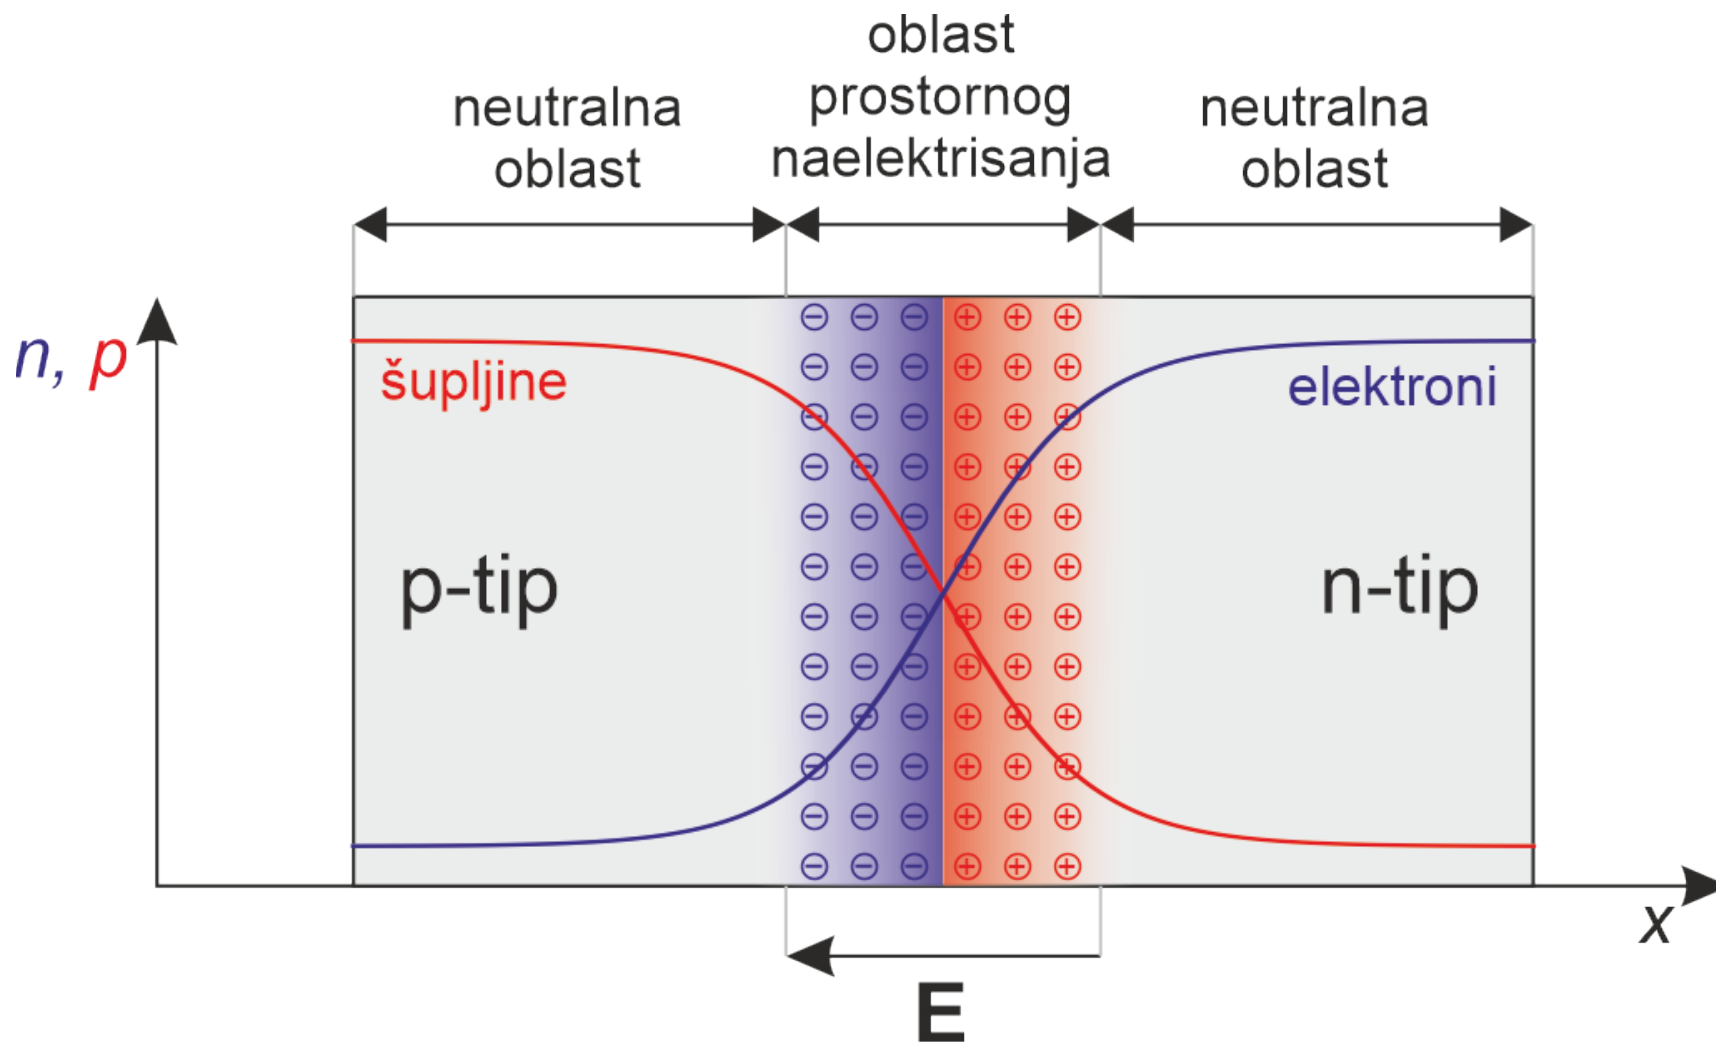 oblast
prostornog
naelektrisanja
neutralna
oblast
neutralna
oblast
n, p
šupljine
elektroni
p-tip
n-tip
x
E